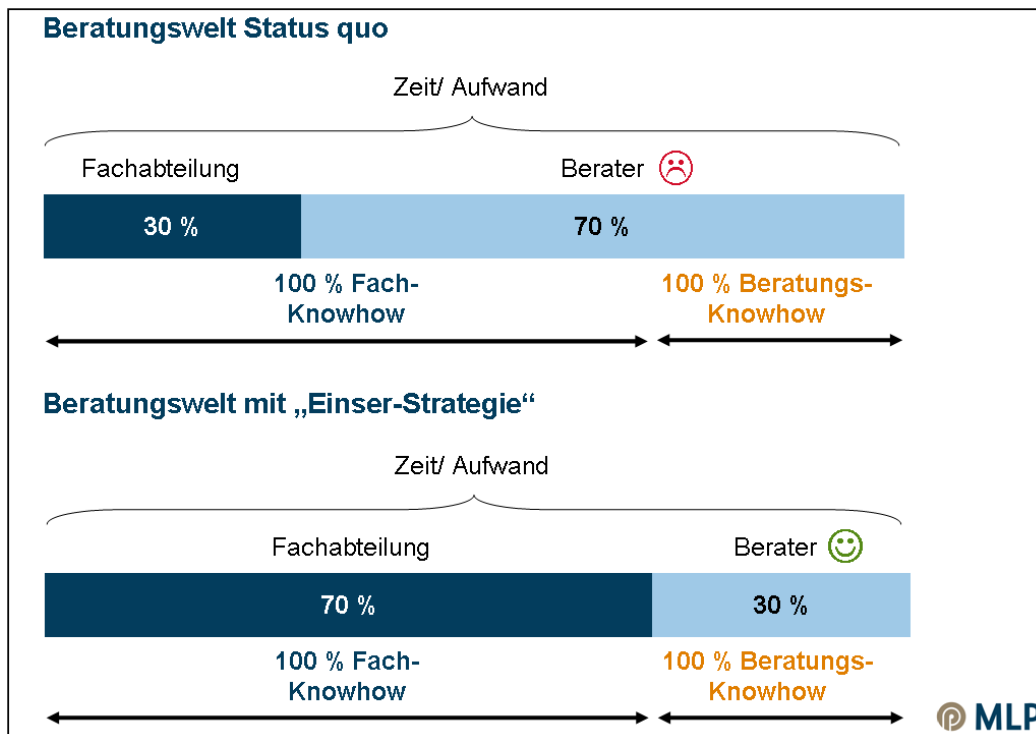 Beratungswelt Status quo
Zeit/ Aufwand
Fachabteilung Berater
30 % 70 %
100 % Fach- 100 % Beratungs-
Knowhow Knowhow
Beratungswelt mit „Einser-Strategie“
Zeit/ Aufwand
Fachabteilung Berater
70 % 30 %
100 % Fach- 100 % Beratungs-
Knowhow Knowhow
MLP